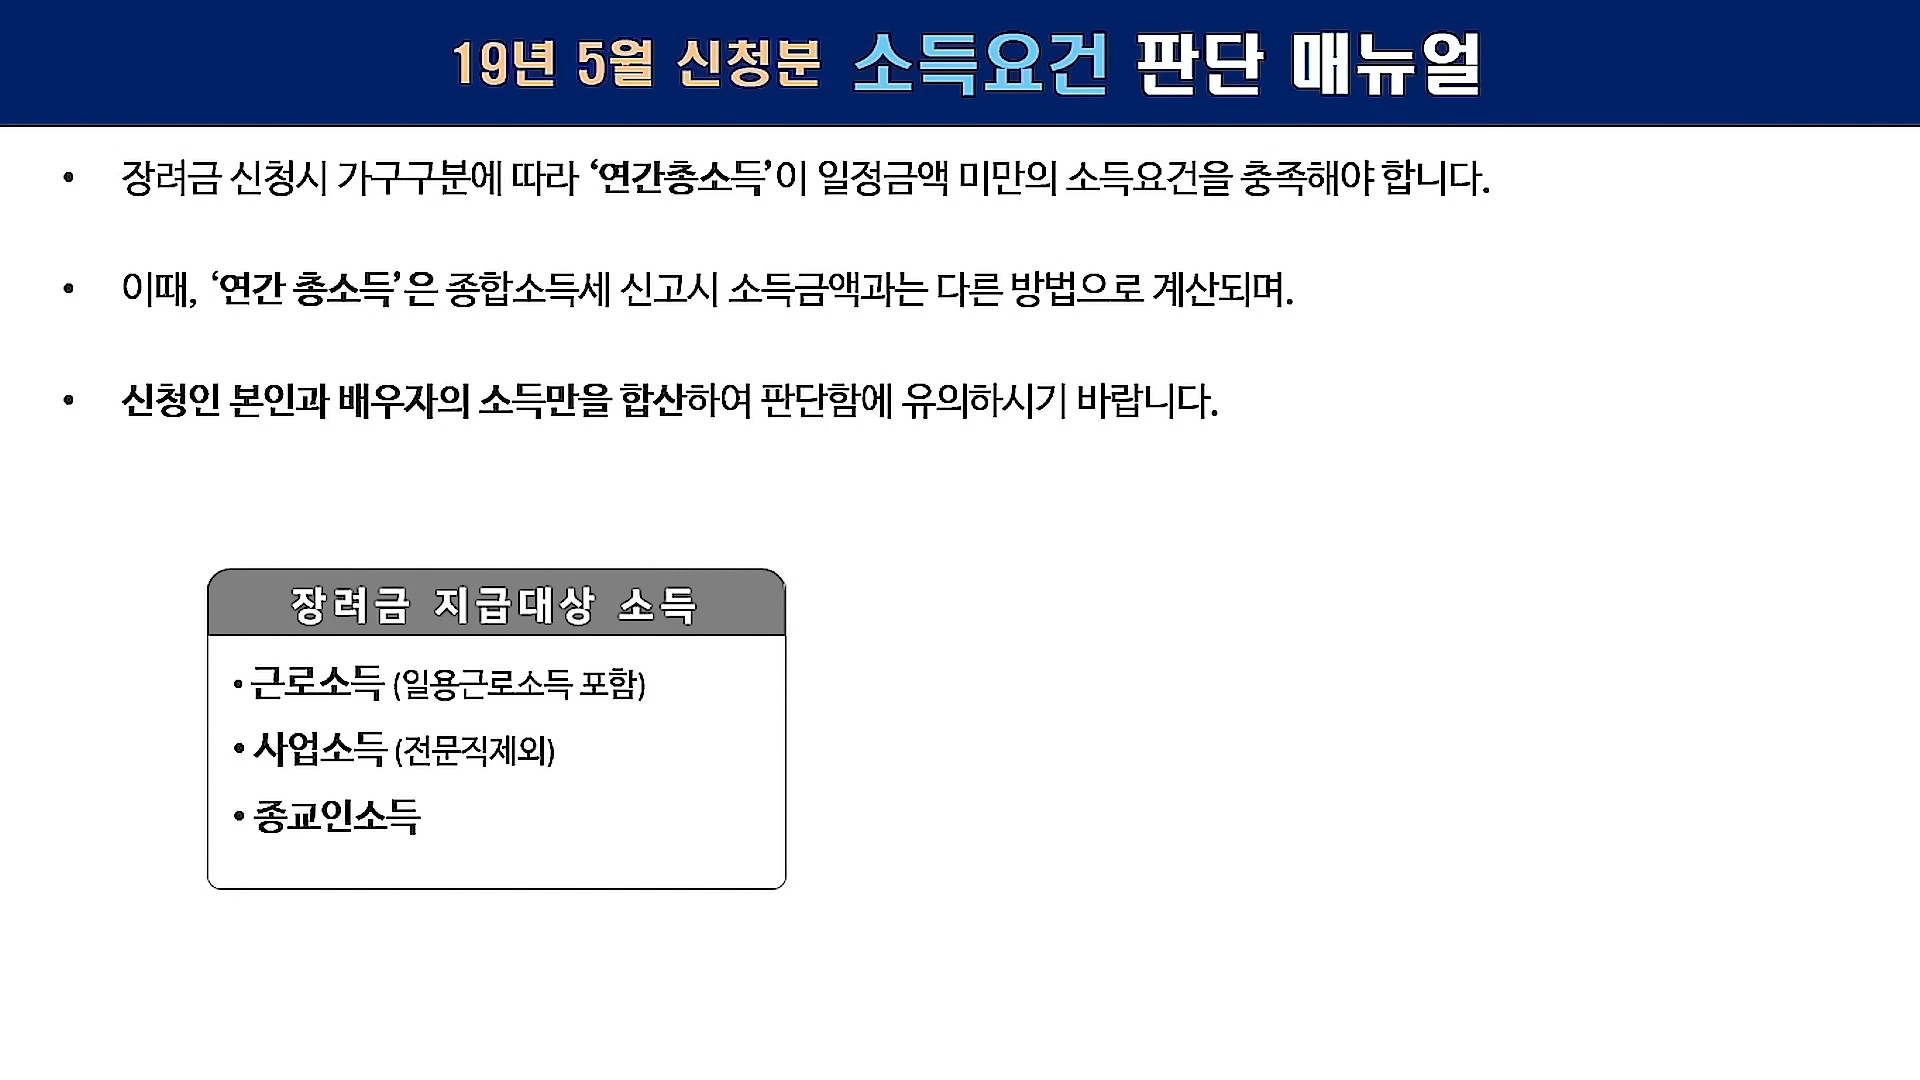 19년 5월 신청분 소득요건 판단 매뉴얼
• 장려금 신청시 가구구분에 따라 ‘연간총소득’이 일정금액 미만의 소득요건을 충족해야 합니다.
• 이때, ‘연간 총소득’은 종합소득세 신고시 소득금액과는 다른 방법으로 계산되며.
• 신청인 본인과 배우자의 소득만을 합산하여 판단함에 유의하시기 바랍니다.
장려금 지급대상 소득
• 근로소득 (일용근로소득 포함)
• 사업소득 (전문직제외)
• 종교인소득